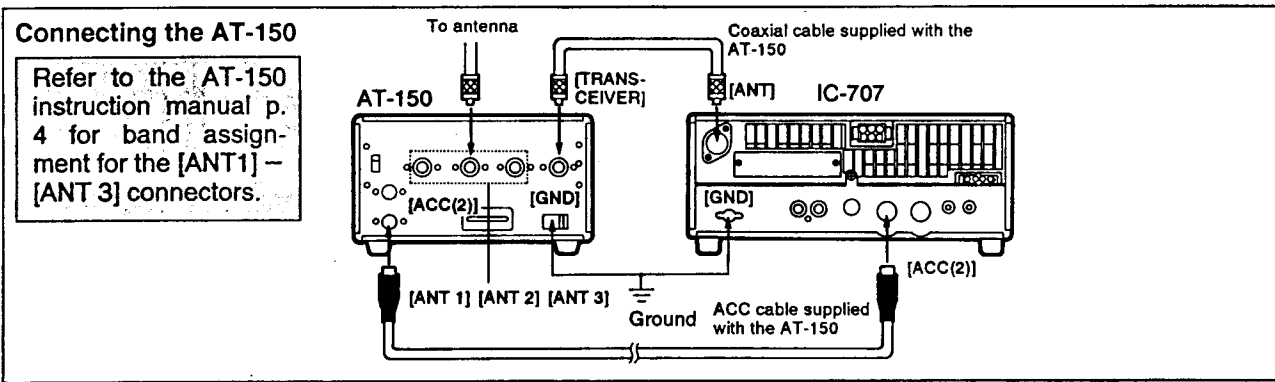 Connecting the AT-150
Refer to the AT-150
instruction manual p.
4 for band assign-
ment for the [ANT1] –
[ANT 3] connectors.
To antenna
Coaxial cable supplied with the
AT-150
[TRANS-
CEIVER]
[ANT]
IC-707
AT-150
[ACC(2)]
[GND]
[GND]
[ACC(2)]
[ANT 1] [ANT 2] [ANT 3]
Ground
ACC cable supplied
with the AT-150